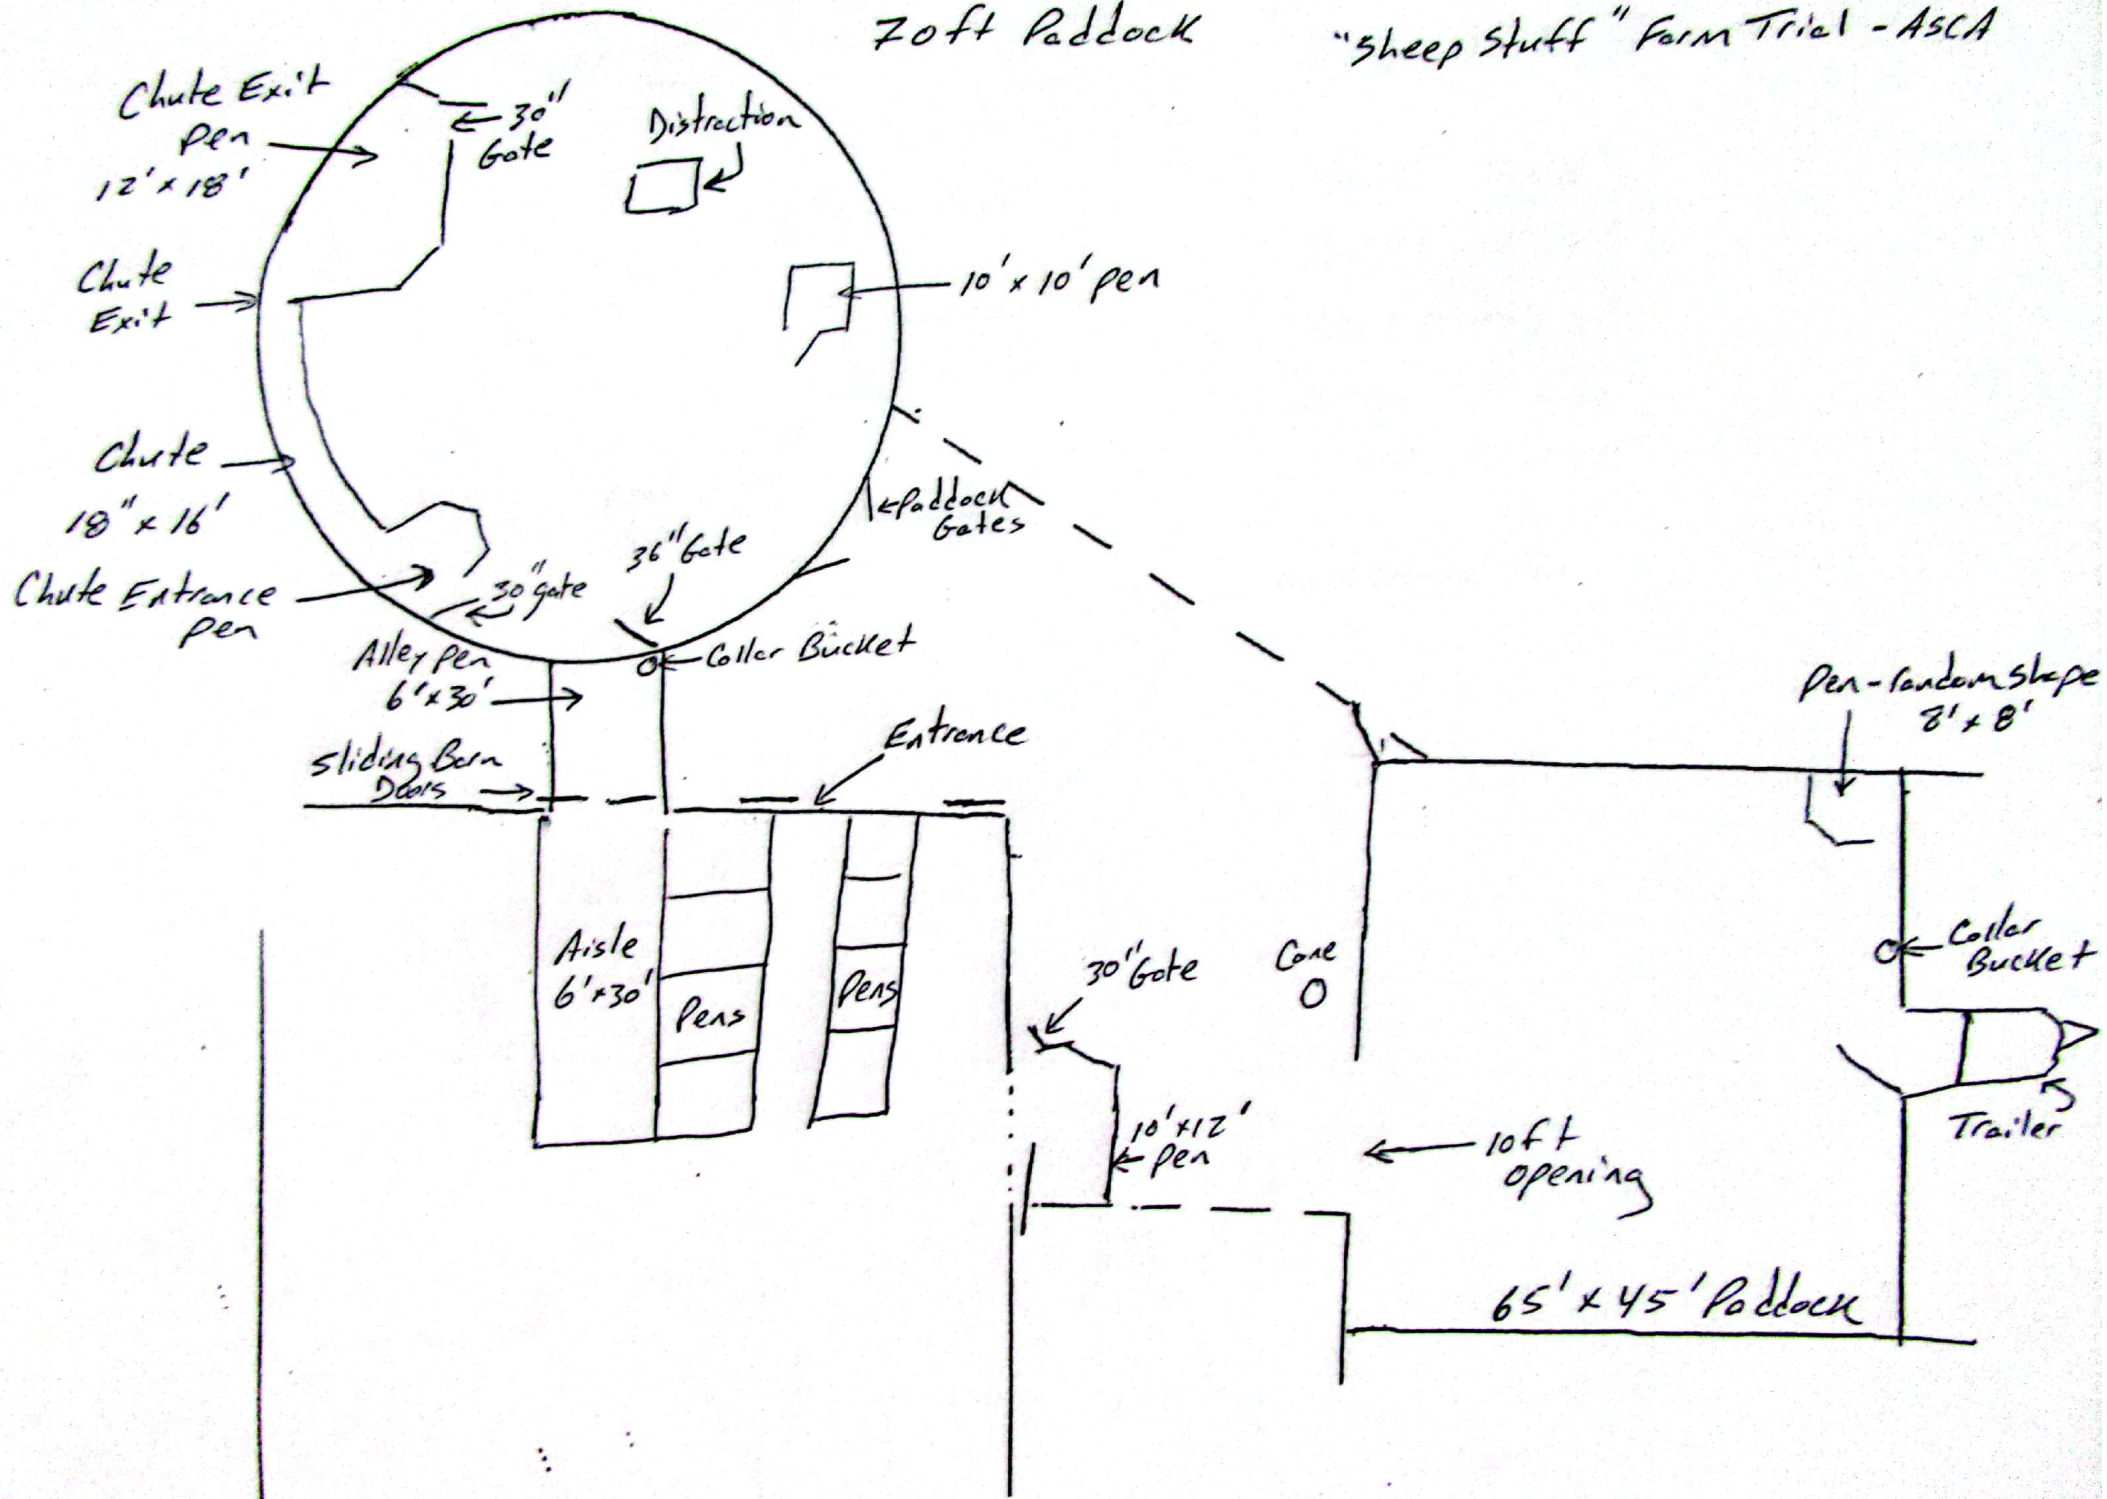 70ft Paddock
"Sheep Stuff" Farm Trial - ASCA
Chute Exit
Pen
12' x 18'
30"
Gate
Distraction
Chute
Exit
10' x 10' pen
Chute
18" x 16'
Paddock
Gates
36" Gate
Chute Entrance
Pen
30" gate
Alley Pen
6' x 30'
Collar Bucket
Sliding Barn
Doors
Entrance
Pen-random shape
8' x 8'
Aisle
6' x 30'
Pens
Pens
30" Gate
Cone
Collar
Bucket
10' x 12'
Pen
10ft
opening
Trailer
65' x 45' Paddock